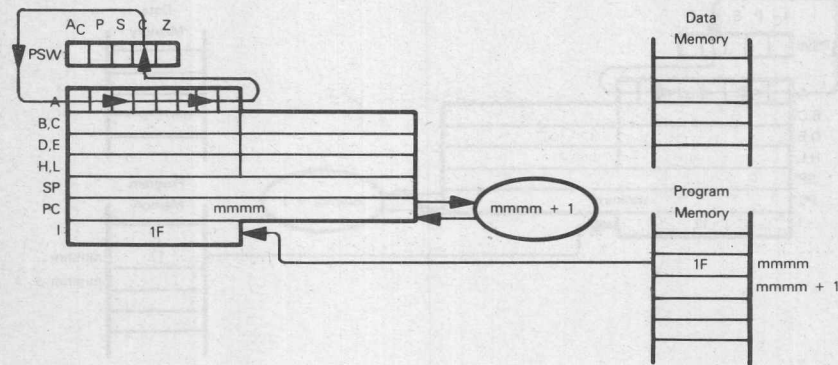 A_C P S C Z
PSW
A
B,C
D,E
H,L
SP
PC mmmm
I 1F
mmmm + 1
Data
Memory
Program
Memory
1F mmmm
mmmm + 1